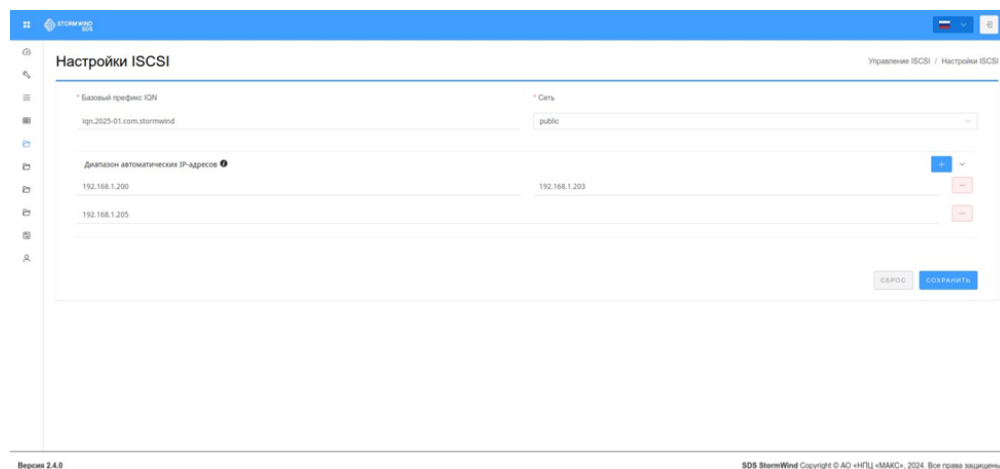 STORMWIND
SDS
Настройки ISCSI
Управление ISCSI / Настройки ISCSI
* Базовый префикс IQN
* Сеть
iqn.2025-01.com.stormwind
public
Диапазон автоматических IP-адресов
192.168.1.200
192.168.1.203
192.168.1.205
СБРОС
СОХРАНИТЬ
Версия 2.4.0
SDS StormWind Copyright © АО «НПЦ «МАКС», 2024. Все права защищены